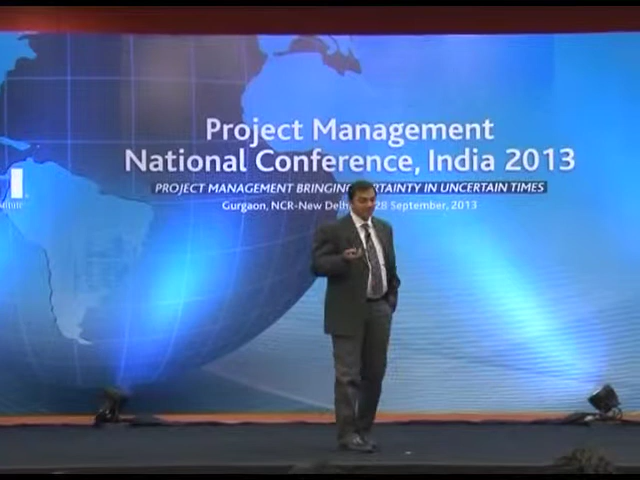 Project Management
National Conference, India 2013
PROJECT MANAGEMENT BRINGING CERTAINTY IN UNCERTAIN TIMES
Gurgaon, NCR-New Delhi 28 September, 2013